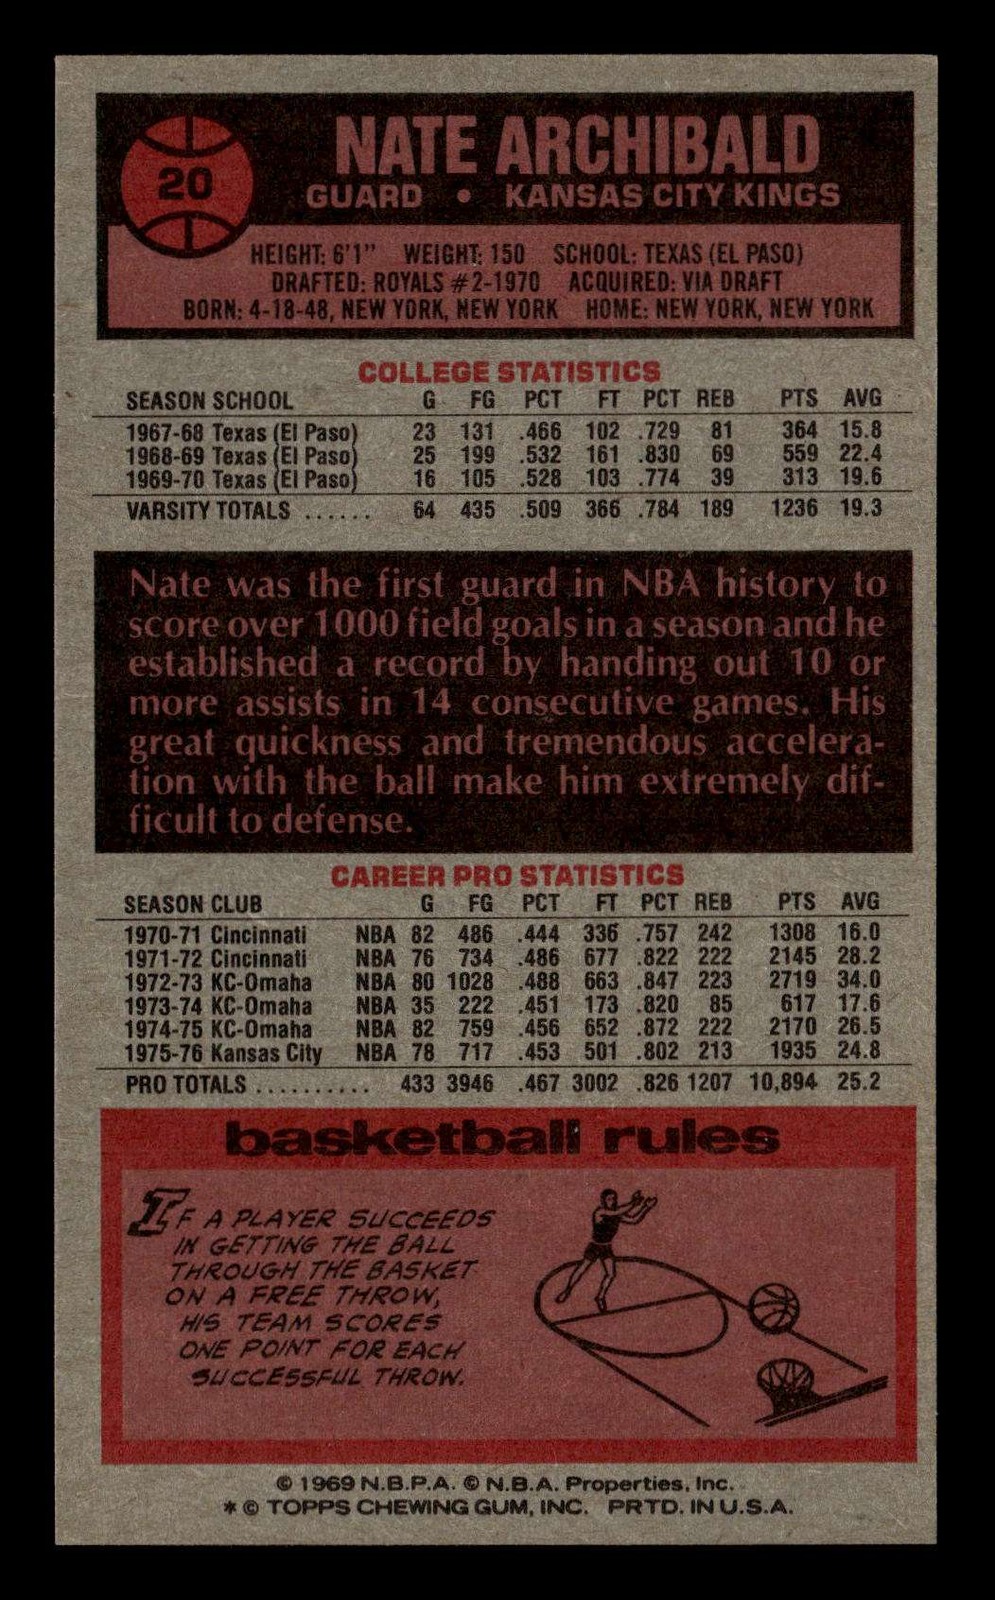 20
NATE ARCHIBALD
GUARD • KANSAS CITY KINGS
HEIGHT: 6'1" WEIGHT: 150 SCHOOL: TEXAS (EL PASO)
DRAFTED: ROYALS #2-1970 ACQUIRED: VIA DRAFT
BORN: 4-18-48, NEW YORK, NEW YORK HOME: NEW YORK, NEW YORK
COLLEGE STATISTICS
SEASON SCHOOL G FG PCT FT PCT REB PTS AVG
1967-68 Texas (El Paso) 23 131 .466 102 .729 81 364 15.8
1968-69 Texas (El Paso) 25 199 .532 161 .830 69 559 22.4
1969-70 Texas (El Paso) 16 105 .528 103 .774 39 313 19.6
VARSITY TOTALS ...... 64 435 .509 366 .784 189 1236 19.3
Nate was the first guard in NBA history to
score over 1000 field goals in a season and he
established a record by handing out 10 or
more assists in 14 consecutive games. His
great quickness and tremendous accelera-
tion with the ball make him extremely dif-
ficult to defense.
CAREER PRO STATISTICS
SEASON CLUB G FG PCT FT PCT REB PTS AVG
1970-71 Cincinnati NBA 82 486 .444 336 .757 242 1308 16.0
1971-72 Cincinnati NBA 76 734 .486 677 .822 222 2145 28.2
1972-73 KC-Omaha NBA 80 1028 .488 663 .847 223 2719 34.0
1973-74 KC-Omaha NBA 35 222 .451 173 .820 85 617 17.6
1974-75 KC-Omaha NBA 82 759 .456 652 .872 222 2170 26.5
1975-76 Kansas City NBA 78 717 .453 501 .802 213 1935 24.8
PRO TOTALS .......... 433 3946 .467 3002 .826 1207 10,894 25.2
basketball rules
IF A PLAYER SUCCEEDS
IN GETTING THE BALL
THROUGH THE BASKET
ON A FREE THROW,
HIS TEAM SCORES
ONE POINT FOR EACH
SUCCESSFUL THROW.
© 1969 N.B.P.A. © N.B.A. Properties, Inc.
* © TOPPS CHEWING GUM, INC. PRTD. IN U.S.A.